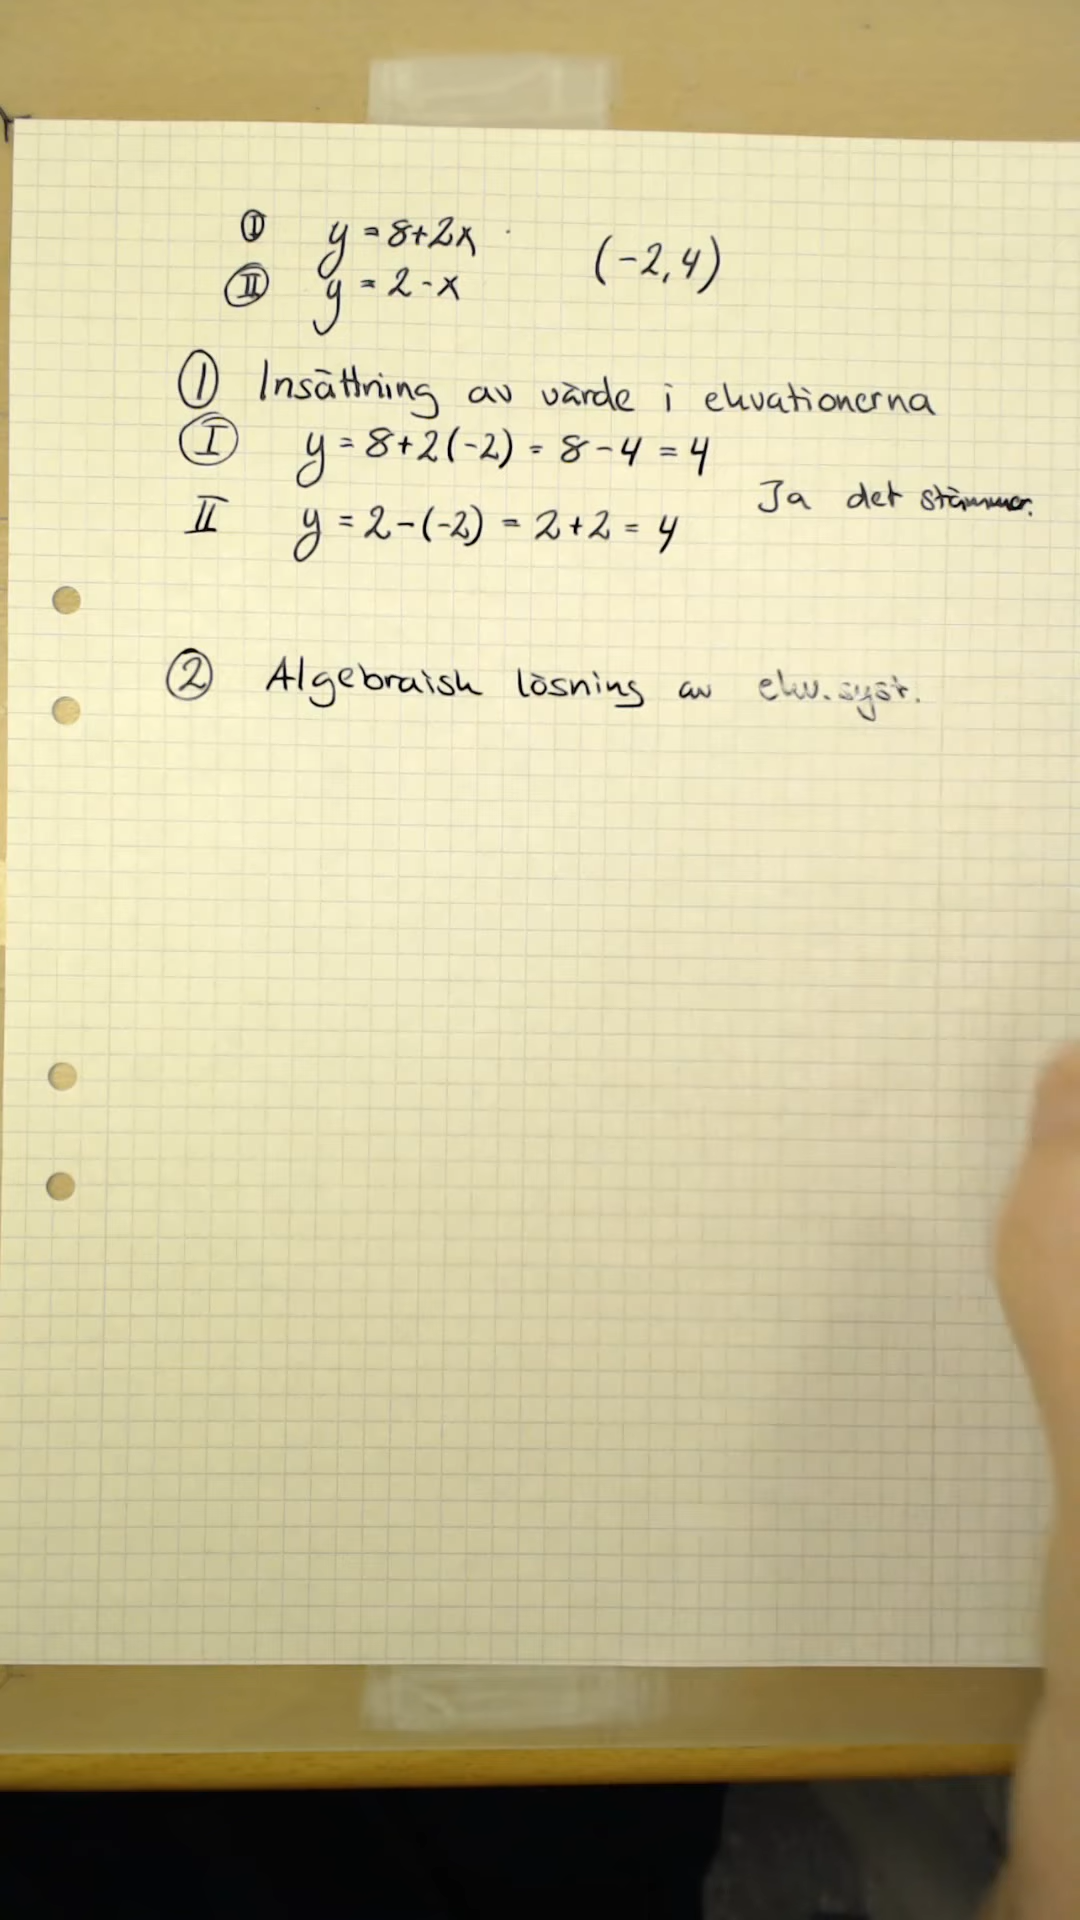 Ⓘ y = 8+2x (-2,4)
Ⓘ︎Ⓘ y = 2-x
① Insättning av värde i ekvationerna
Ⓘ y = 8+2(-2) = 8-4 = 4
Ja det stämmer.
II y = 2-(-2) = 2+2 = 4
② Algebraisk lösning av ekv.syst.